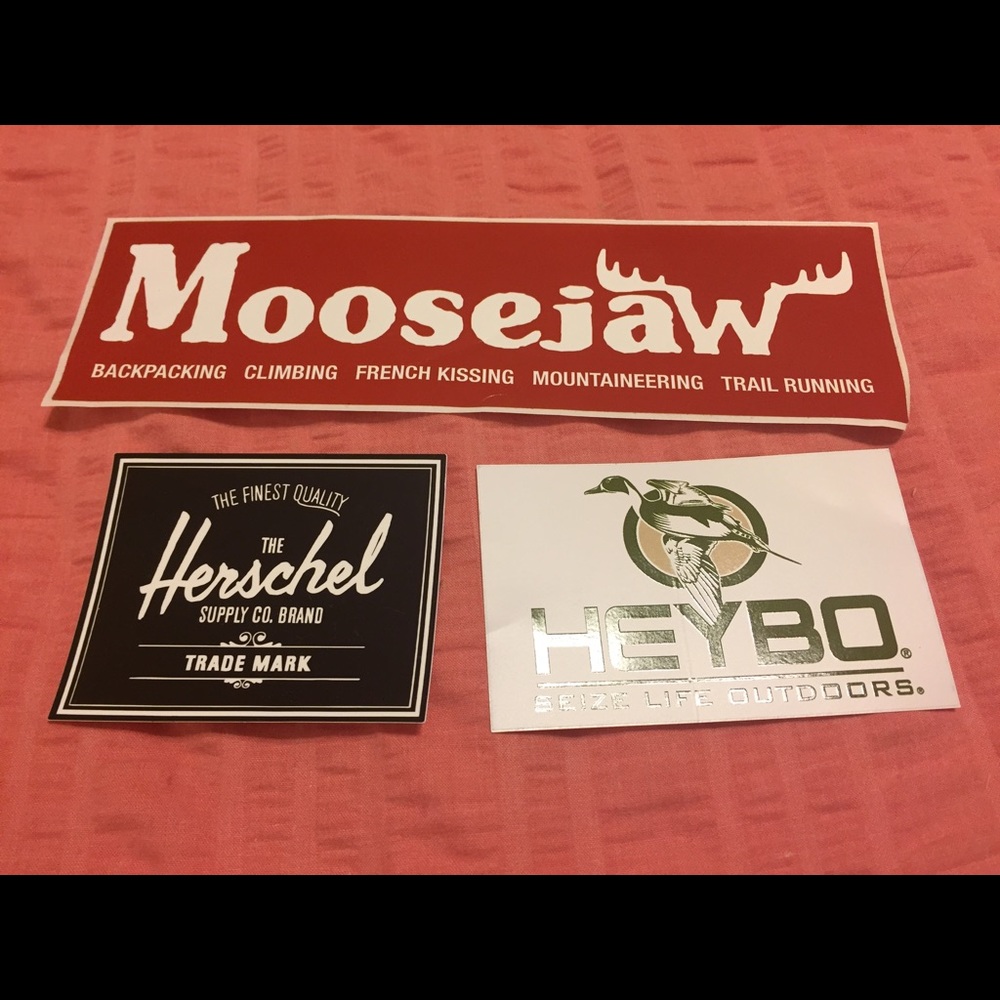 Moosejaw
BACKPACKING CLIMBING FRENCH KISSING MOUNTAINEERING TRAIL RUNNING
THE FINEST QUALITY
THE
Herschel
SUPPLY CO. BRAND
TRADE MARK
HEYBO®
SEIZE LIFE OUTDOORS®